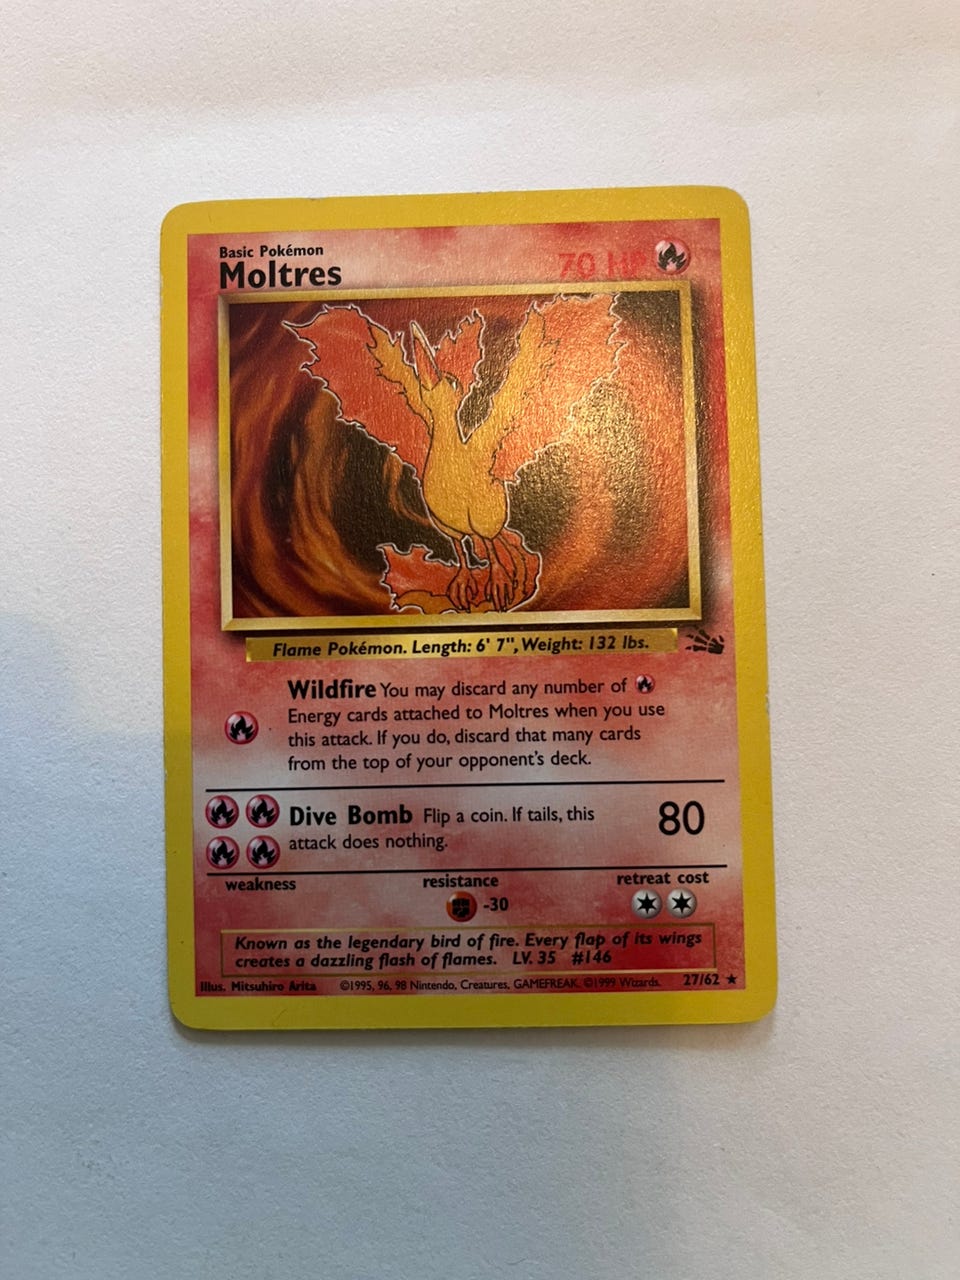 Basic Pokémon
Moltres
70 HP
Flame Pokémon. Length: 6' 7", Weight: 132 lbs.
Wildfire You may discard any number of
Energy cards attached to Moltres when you use
this attack. If you do, discard that many cards
from the top of your opponent's deck.
Dive Bomb Flip a coin. If tails, this
attack does nothing.
80
weakness
resistance
retreat cost
-30
Known as the legendary bird of fire. Every flap of its wings
creates a dazzling flash of flames. LV. 35 #146
Illus. Mitsuhiro Arita ©1995, 96, 98 Nintendo, Creatures, GAMEFREAK. ©1999 Wizards. 27/62 ★